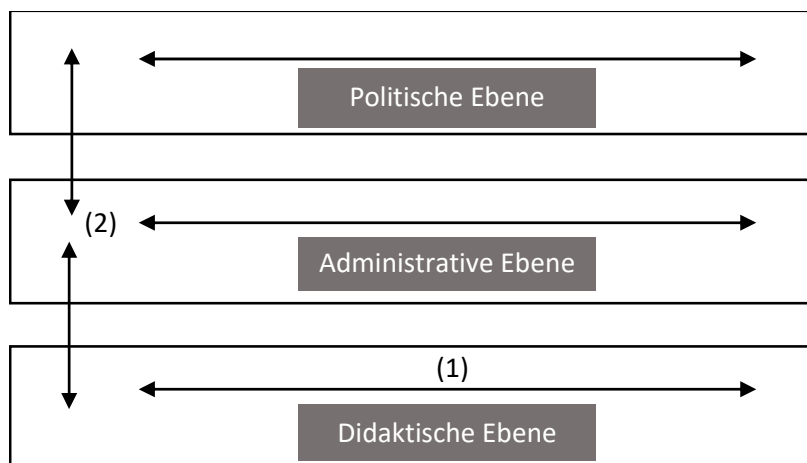 Politische Ebene
(2)
Administrative Ebene
(1)
Didaktische Ebene